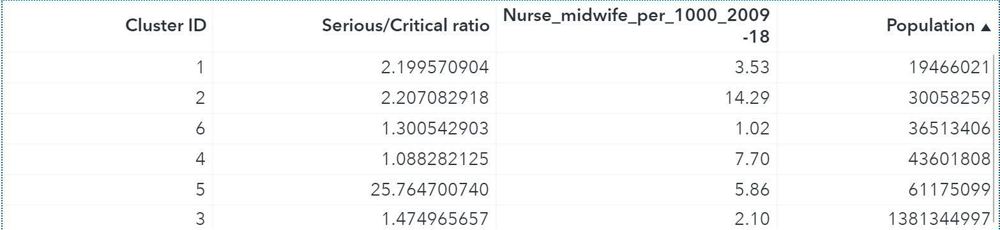 Cluster ID Serious/Critical ratio Nurse_midwife_per_1000_2009
-18 Population ▲
1 2.199570904 3.53 19466021
2 2.207082918 14.29 30058259
6 1.300542903 1.02 36513406
4 1.088282125 7.70 43601808
5 25.764700740 5.86 61175099
3 1.474965657 2.10 1381344997